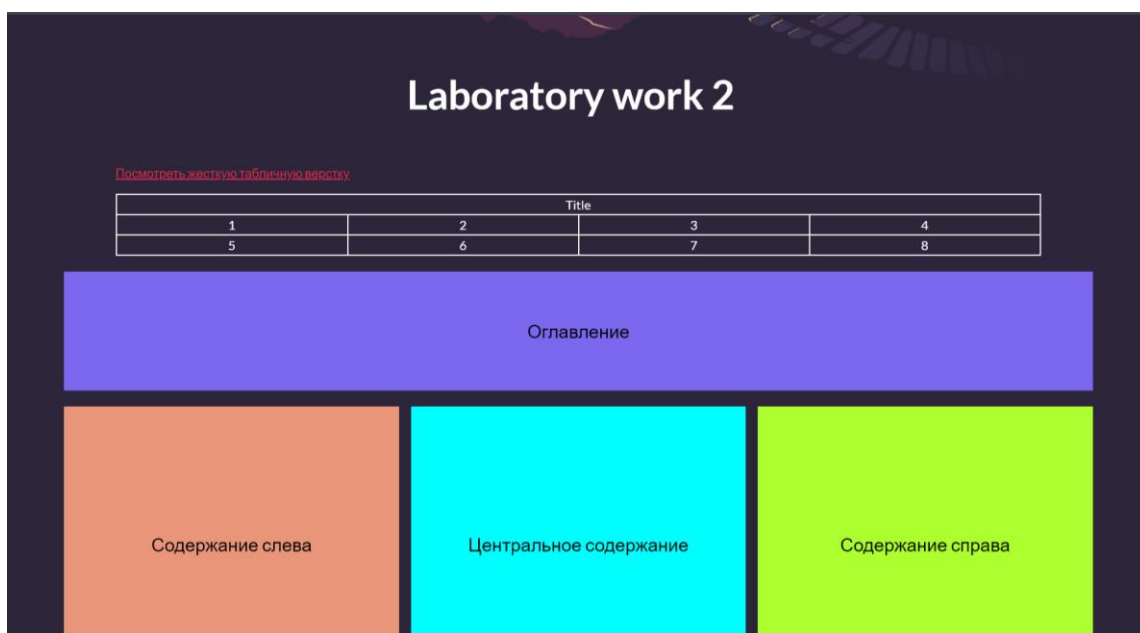 Laboratory work 2
Посмотреть жесткую табличную верстку
Title
1 2 3 4
5 6 7 8
Оглавление
Содержание слева Центральное содержание Содержание справа